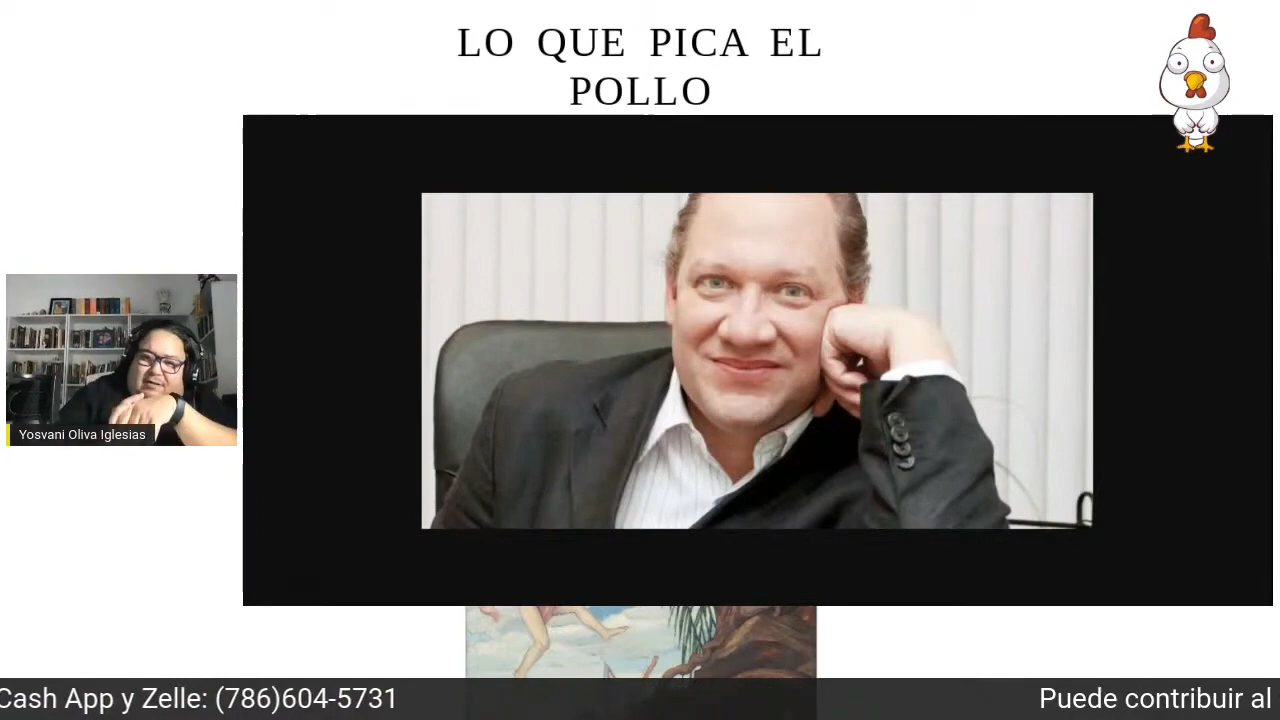 LO QUE PICA EL
POLLO
Yosvani Oliva Iglesias
Cash App y Zelle: (786)604-5731
Puede contribuir al